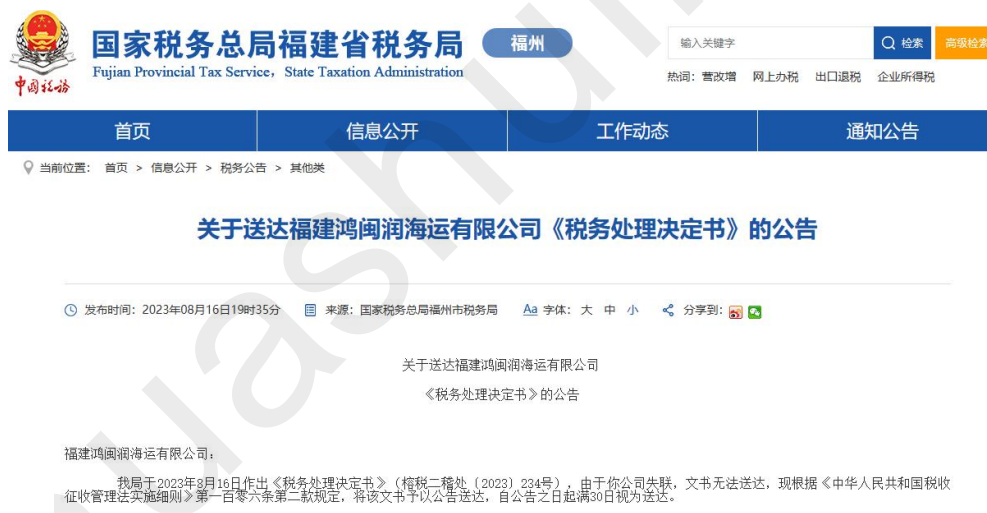 国家税务总局福建省税务局 福州
Fujian Provincial Tax Service, State Taxation Administration
中国税务
输入关键字 检索 高级检索
热词: 营改增 网上办税 出口退税 企业所得税
首页 信息公开 工作动态 通知公告
当前位置: 首页 > 信息公开 > 税务公告 > 其他类
关于送达福建鸿闽润海运有限公司《税务处理决定书》的公告
发布时间: 2023年08月16日19时35分 来源: 国家税务总局福州市税务局 Aa 字体: 大 中 小 分享到:
关于送达福建鸿闽润海运有限公司
《税务处理决定书》的公告
福建鸿闽润海运有限公司:
我局于2023年8月16日作出《税务处理决定书》(榕税二稽处〔2023〕234号),由于你公司失联,文书无法送达,现根据《中华人民共和国税收
征收管理法实施细则》第一百零六条第二款规定,将该文书予以公告送达,自公告之日起满30日视为送达。